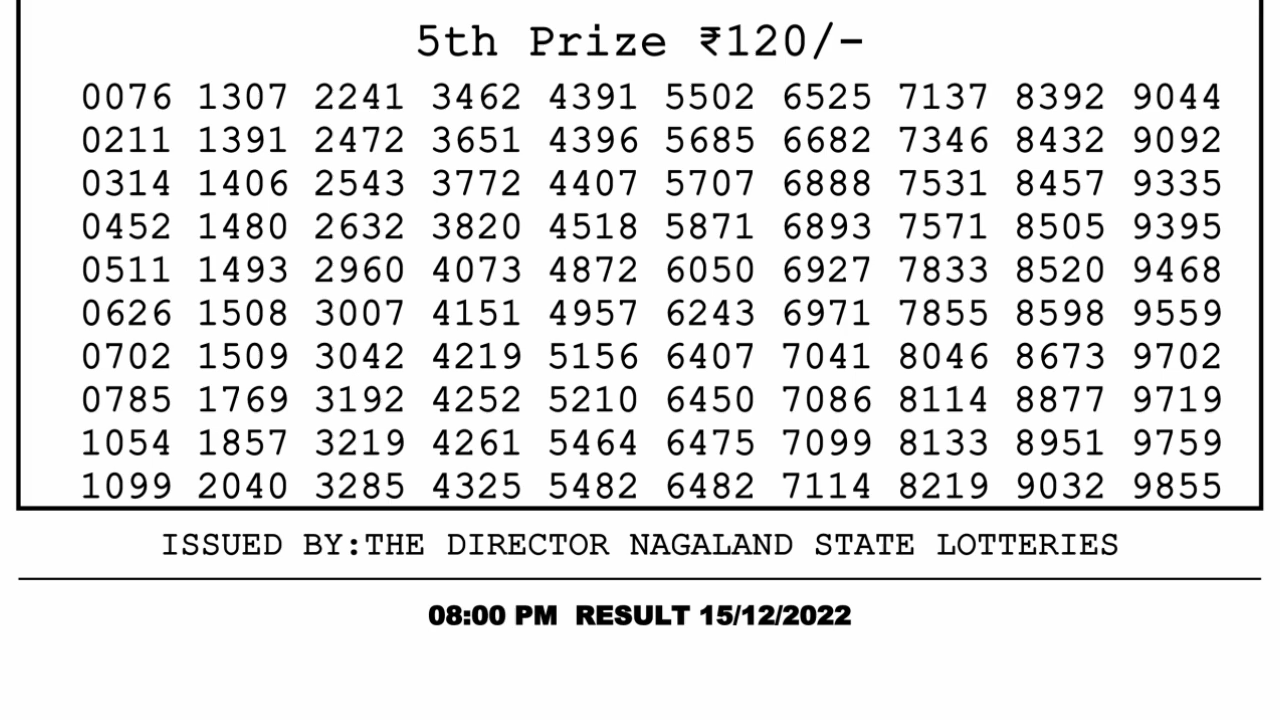 5th Prize ₹120/-
0076 1307 2241 3462 4391 5502 6525 7137 8392 9044
0211 1391 2472 3651 4396 5685 6682 7346 8432 9092
0314 1406 2543 3772 4407 5707 6888 7531 8457 9335
0452 1480 2632 3820 4518 5871 6893 7571 8505 9395
0511 1493 2960 4073 4872 6050 6927 7833 8520 9468
0626 1508 3007 4151 4957 6243 6971 7855 8598 9559
0702 1509 3042 4219 5156 6407 7041 8046 8673 9702
0785 1769 3192 4252 5210 6450 7086 8114 8877 9719
1054 1857 3219 4261 5464 6475 7099 8133 8951 9759
1099 2040 3285 4325 5482 6482 7114 8219 9032 9855
ISSUED BY:THE DIRECTOR NAGALAND STATE LOTTERIES
08:00 PM RESULT 15/12/2022